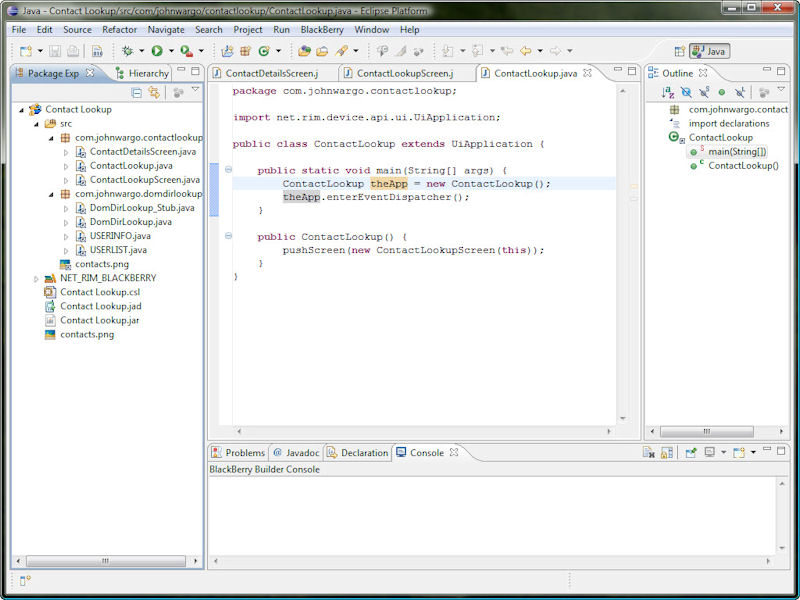 Java - Contact Lookup/src/com/johnwargo/contactlookup/ContactLookup.java - Eclipse Platform
File Edit Source Refactor Navigate Search Project Run BlackBerry Window Help
Java
Package Exp Hierarchy
Contact Lookup
src
com.johnwargo.contactlookup
ContactDetailsScreen.java
ContactLookup.java
ContactLookupScreen.java
com.johnwargo.domdirlookup
DomDirLookup_Stub.java
DomDirLookup.java
USERINFO.java
USERLIST.java
contacts.png
NET_RIM_BLACKBERRY
Contact Lookup.csl
Contact Lookup.jad
Contact Lookup.jar
contacts.png
ContactDetailsScreen.j ContactLookupScreen.j ContactLookup.java
package com.johnwargo.contactlookup;
import net.rim.device.api.ui.UiApplication;
public class ContactLookup extends UiApplication {
public static void main(String[] args) {
ContactLookup theApp = new ContactLookup();
theApp.enterEventDispatcher();
}
public ContactLookup() {
pushScreen(new ContactLookupScreen(this));
}
}
Outline
com.johnwargo.contact
import declarations
ContactLookup
main(String[])
ContactLookup()
Problems Javadoc Declaration Console
BlackBerry Builder Console